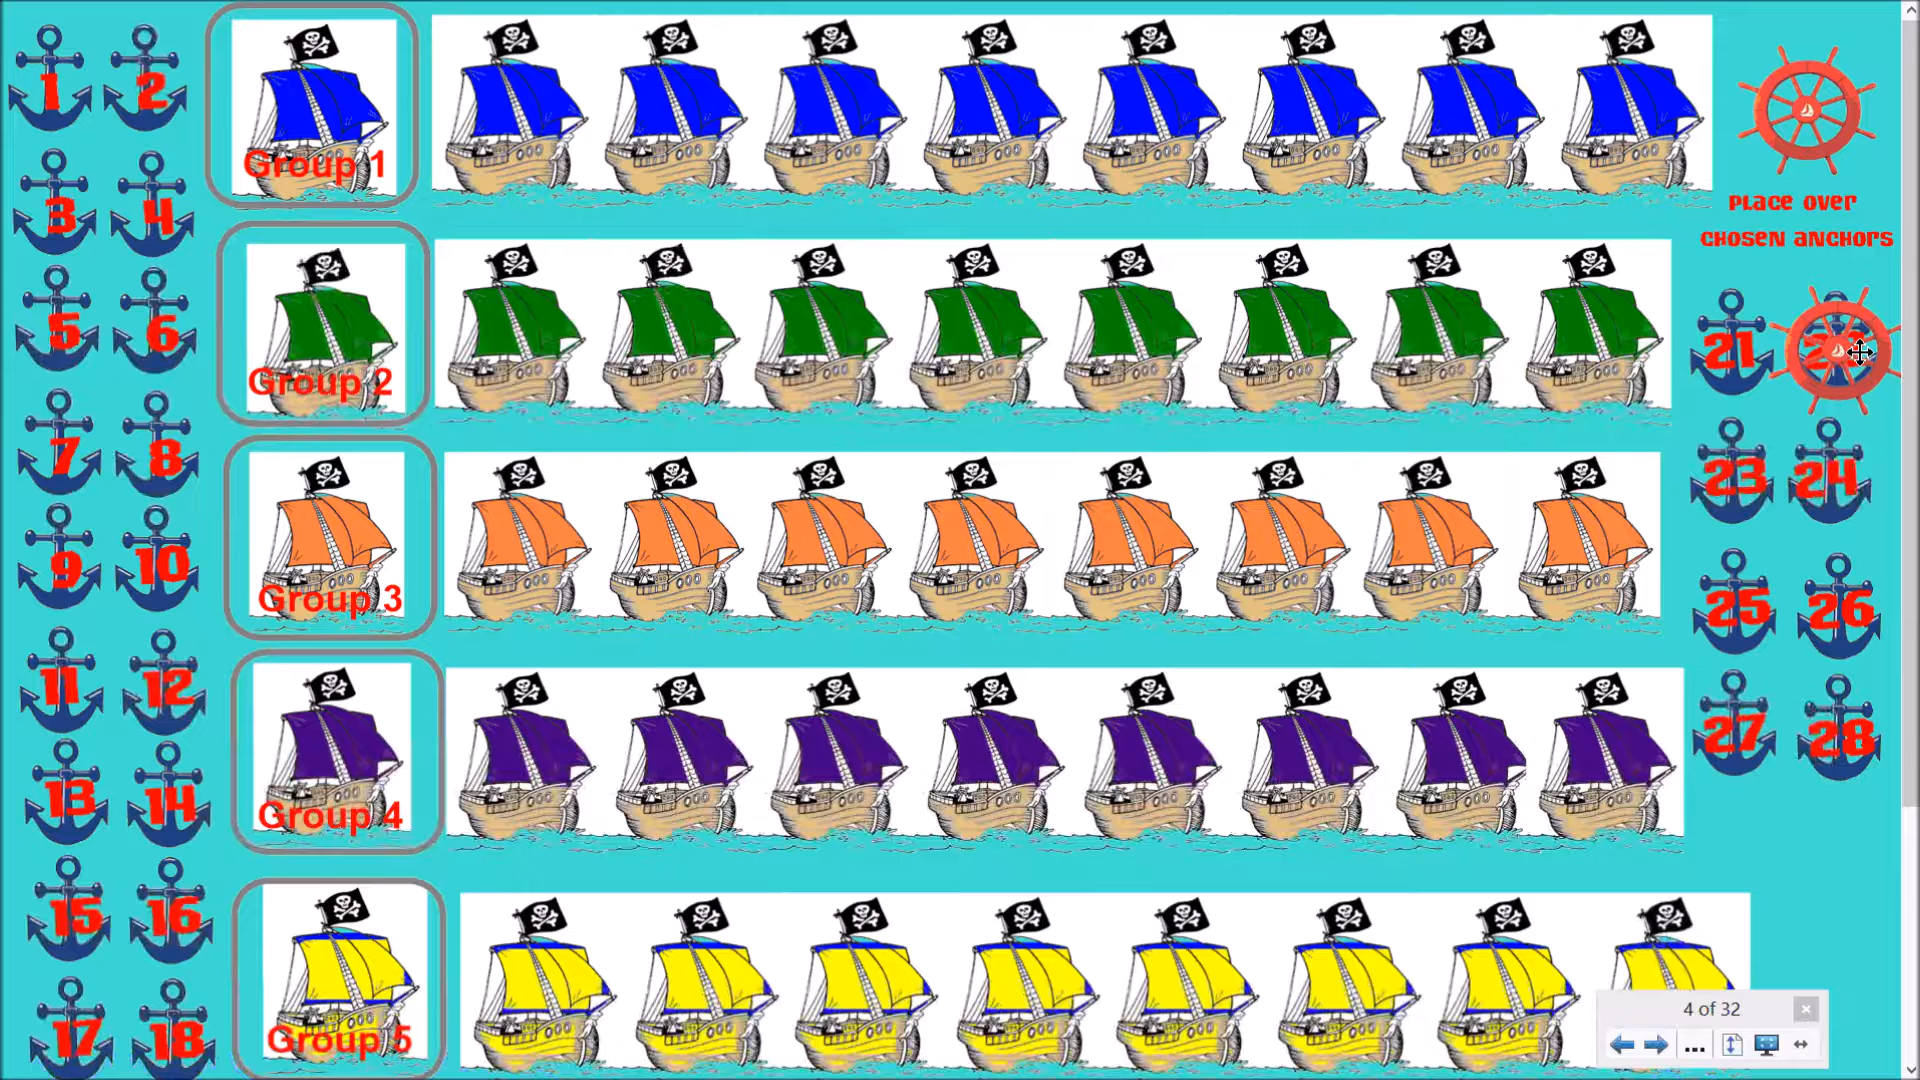 1 2
3 4
5 6
7 8
9 10
11 12
13 14
15 16
17 18
Group 1
Group 2
Group 3
Group 4
Group 5
PLACE OVER
CHOSEN ANCHORS
21
23 24
25 26
27 28
4 of 32
...